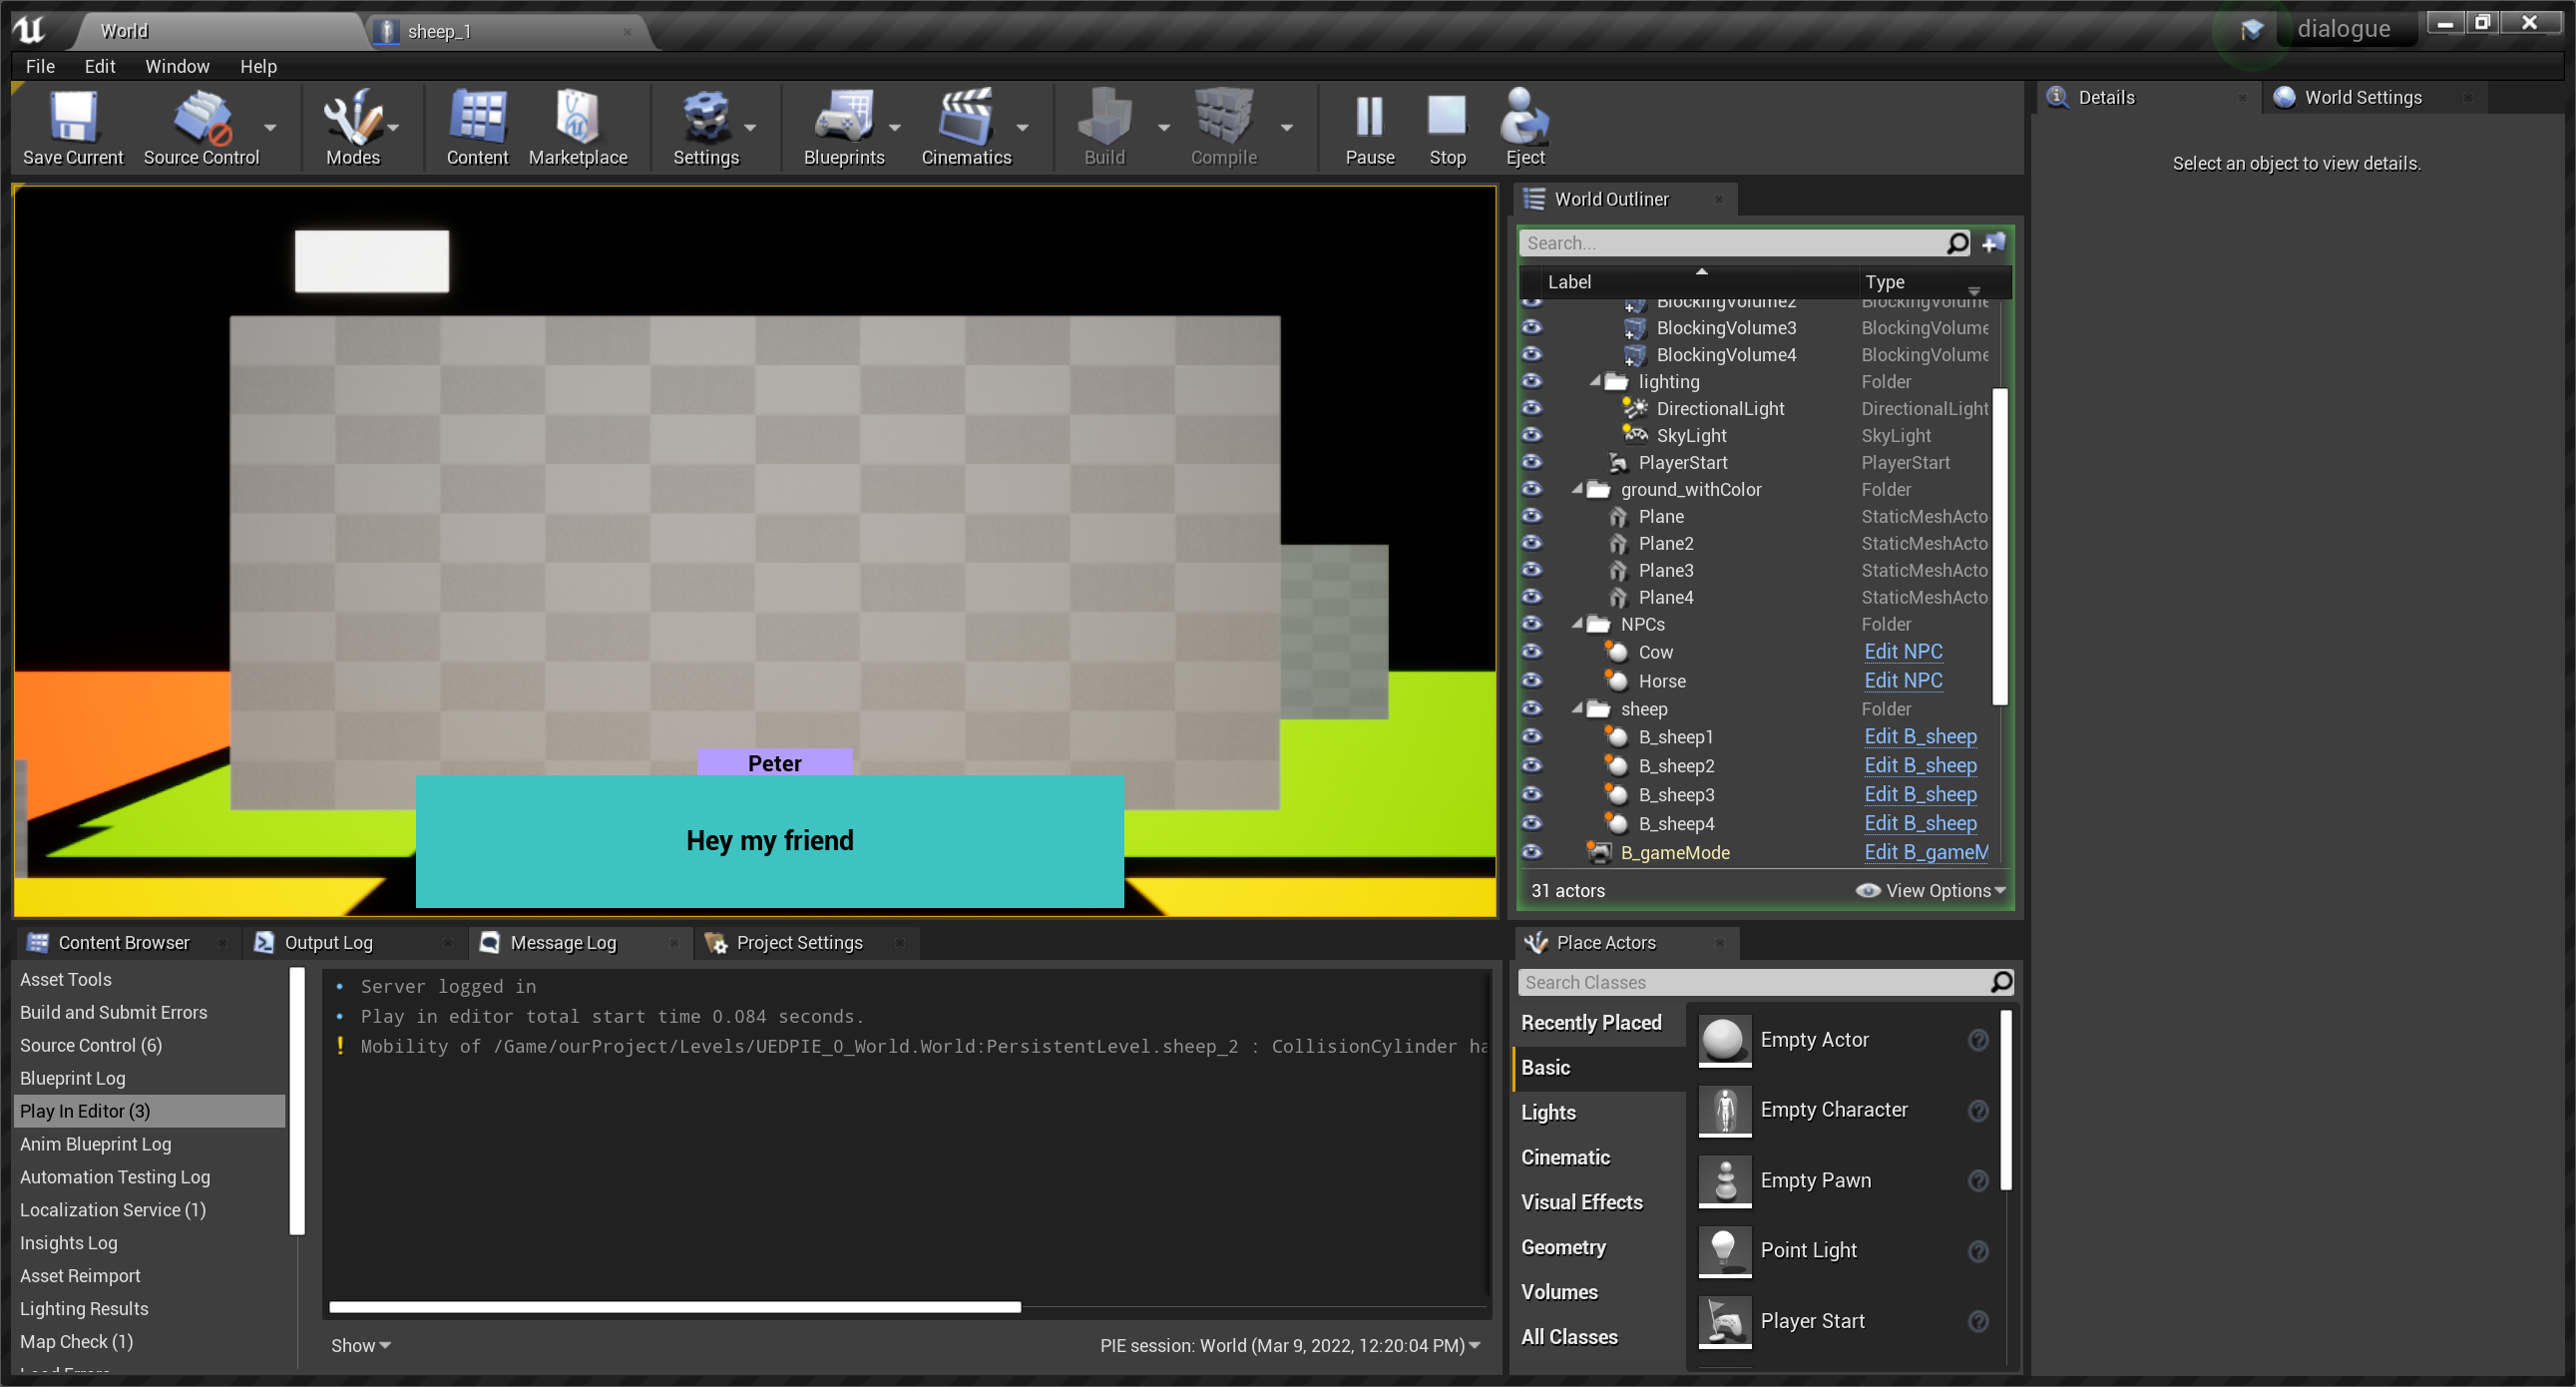 World
sheep_1
dialogue
File Edit Window Help
Save Current
Source Control
Modes
Content
Marketplace
Settings
Blueprints
Cinematics
Build
Compile
Pause
Stop
Eject
Details
World Settings
Select an object to view details.
World Outliner
Search...
Label Type
BlockingVolume2 BlockingVolume
BlockingVolume3 BlockingVolume
BlockingVolume4 BlockingVolume
lighting Folder
DirectionalLight DirectionalLight
SkyLight SkyLight
PlayerStart PlayerStart
ground_withColor Folder
Plane StaticMeshActo
Plane2 StaticMeshActo
Plane3 StaticMeshActo
Plane4 StaticMeshActo
NPCs Folder
Cow Edit NPC
Horse Edit NPC
sheep Folder
B_sheep1 Edit B_sheep
B_sheep2 Edit B_sheep
B_sheep3 Edit B_sheep
B_sheep4 Edit B_sheep
B_gameMode Edit B_gameM
31 actors
View Options
Peter
Hey my friend
Content Browser
Output Log
Message Log
Project Settings
Asset Tools
Build and Submit Errors
Source Control (6)
Blueprint Log
Play In Editor (3)
Anim Blueprint Log
Automation Testing Log
Localization Service (1)
Insights Log
Asset Reimport
Lighting Results
Map Check (1)
Load Errors
• Server logged in
• Play in editor total start time 0.084 seconds.
! Mobility of /Game/ourProject/Levels/UEDPIE_0_World.World:PersistentLevel.sheep_2 : CollisionCylinder ha
Show
PIE session: World (Mar 9, 2022, 12:20:04 PM)
Place Actors
Search Classes
Recently Placed
Basic
Lights
Cinematic
Visual Effects
Geometry
Volumes
All Classes
Empty Actor
Empty Character
Empty Pawn
Point Light
Player Start